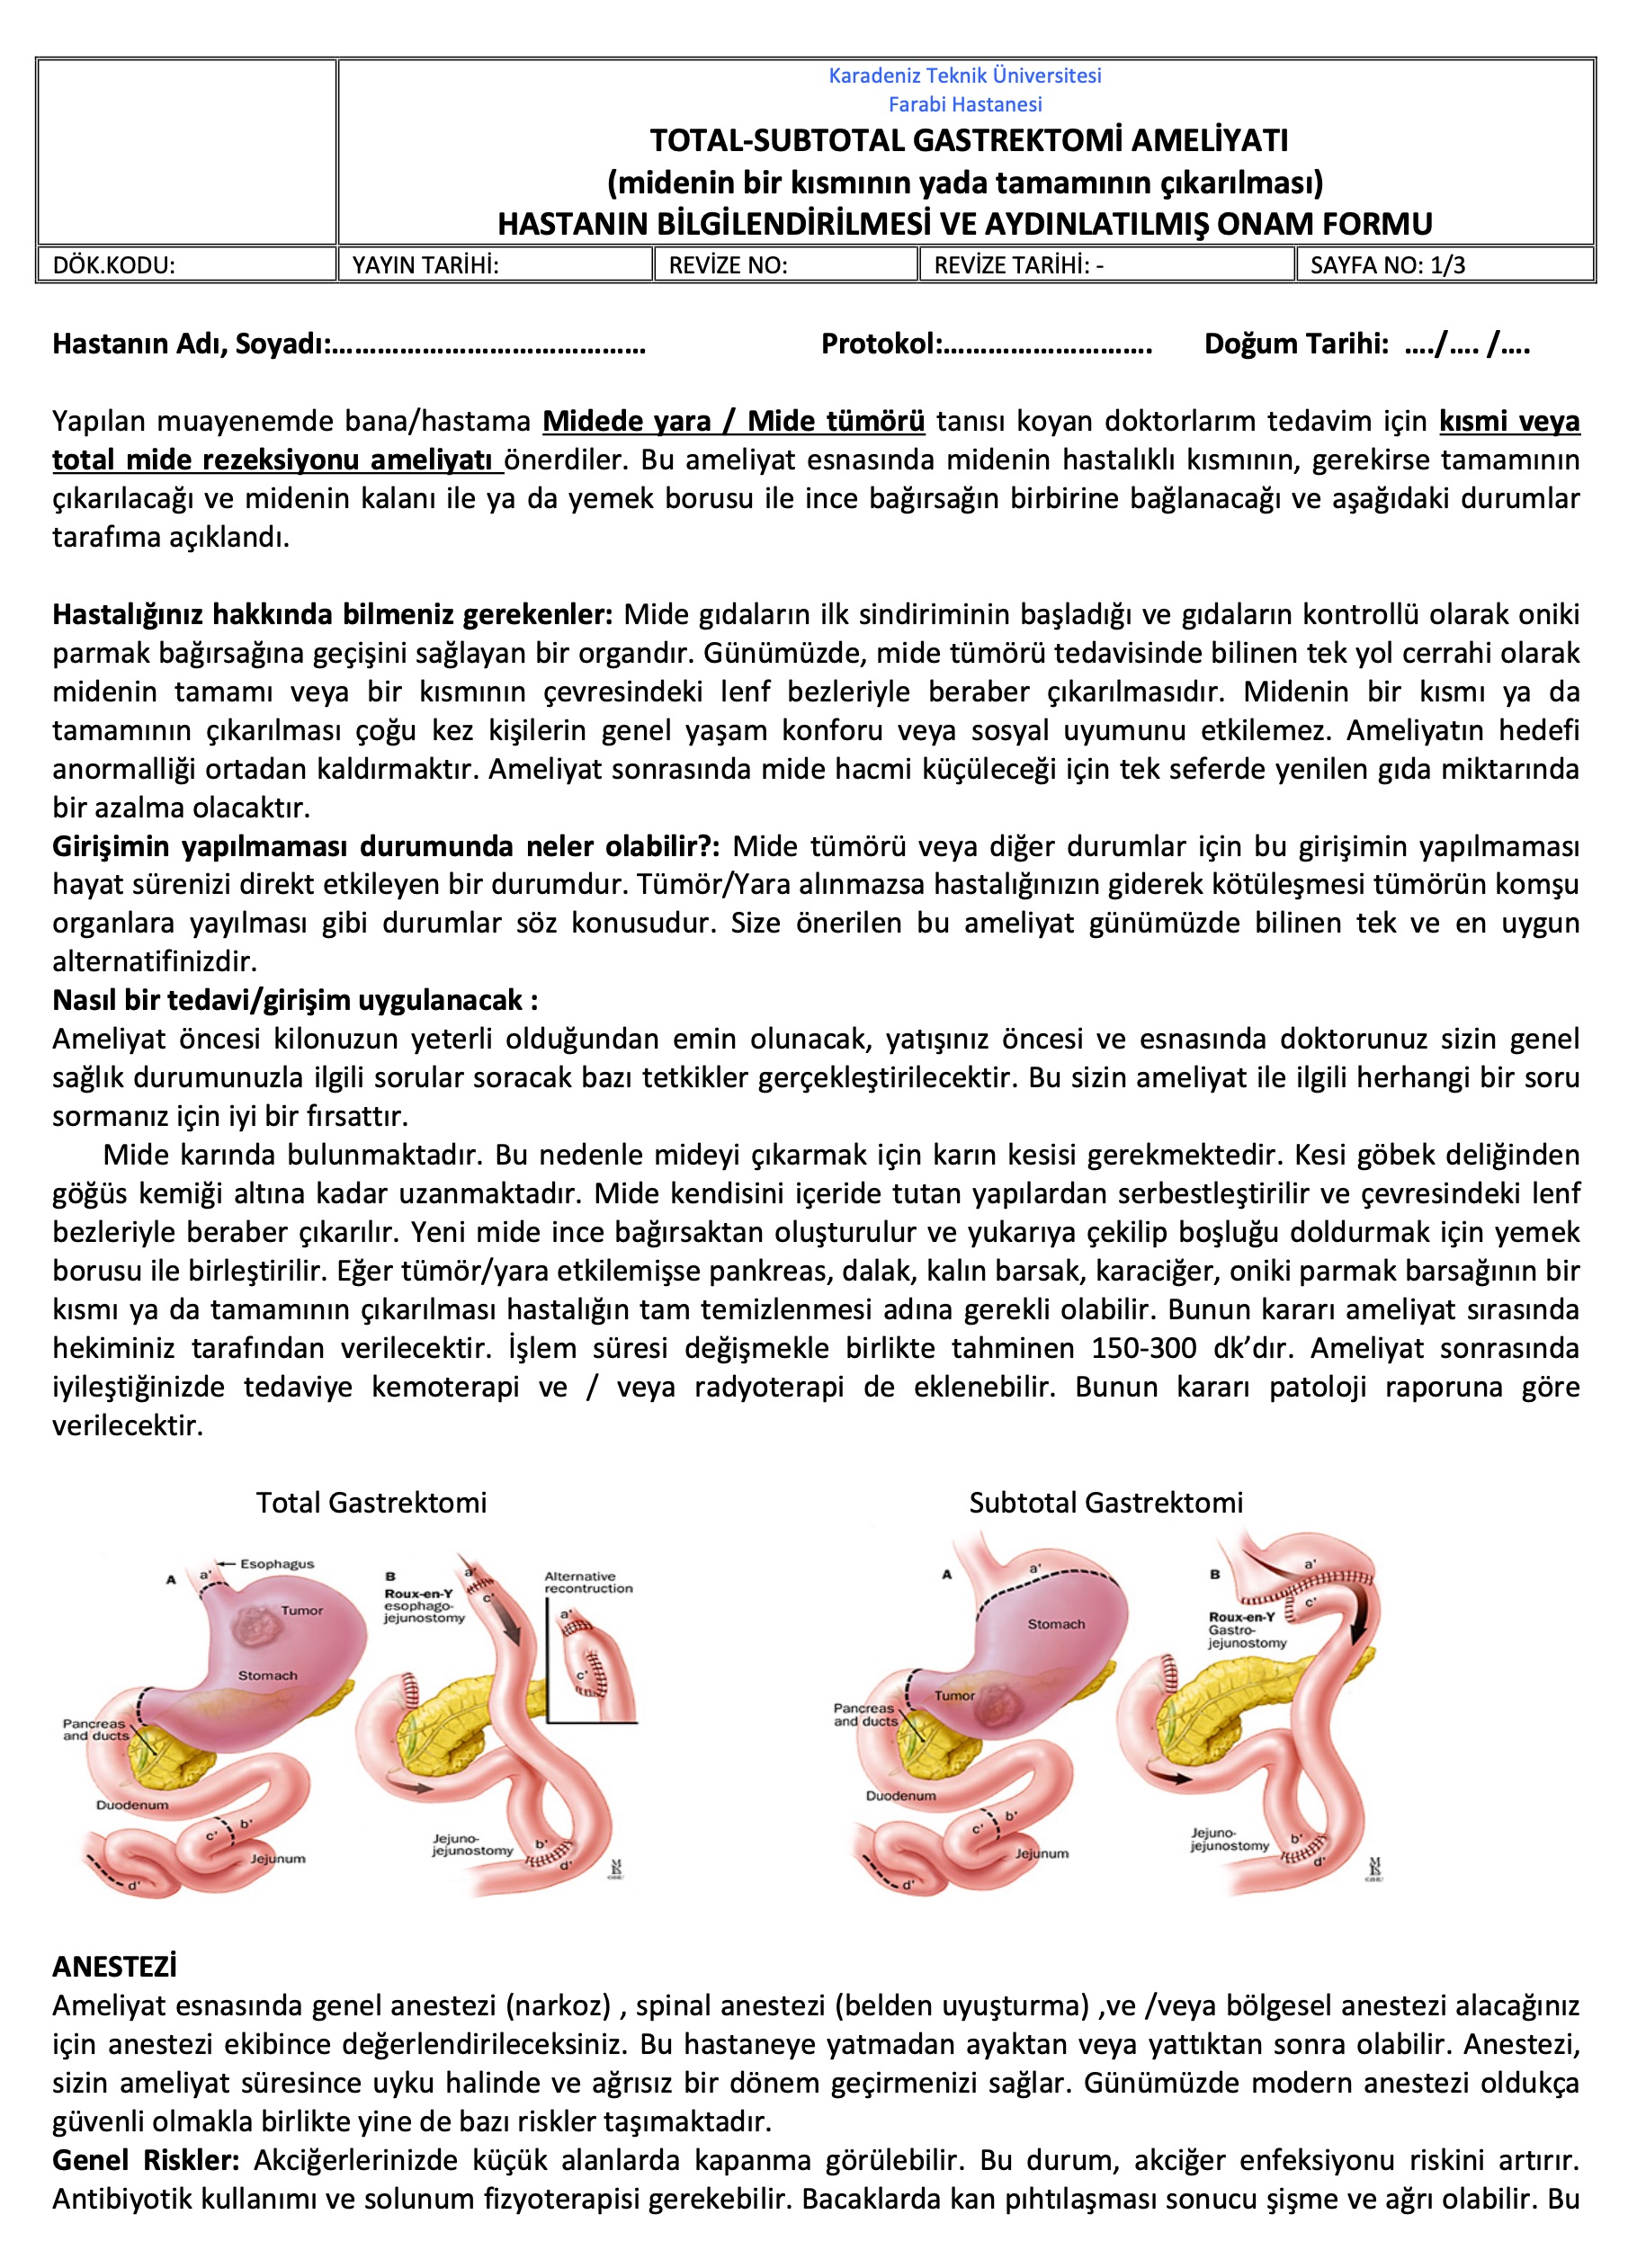 Karadeniz Teknik Üniversitesi
Farabi Hastanesi
TOTAL-SUBTOTAL GASTREKTOMİ AMELİYATI
(midenin bir kısmının yada tamamının çıkarılması)
HASTANIN BİLGİLENDİRİLMESİ VE AYDINLATILMIŞ ONAM FORMU
DÖK.KODU: YAYIN TARİHİ: REVİZE NO: REVİZE TARİHİ: - SAYFA NO: 1/3
Hastanın Adı, Soyadı:…………………………………… Protokol:………………………. Doğum Tarihi: …./…. /….
Yapılan muayenemde bana/hastama Midede yara / Mide tümörü tanısı koyan doktorlarım tedavim için kısmi veya
total mide rezeksiyonu ameliyatı önerdiler. Bu ameliyat esnasında midenin hastalıklı kısmının, gerekirse tamamının
çıkarılacağı ve midenin kalanı ile ya da yemek borusu ile ince bağırsağın birbirine bağlanacağı ve aşağıdaki durumlar
tarafıma açıklandı.
Hastalığınız hakkında bilmeniz gerekenler: Mide gıdaların ilk sindiriminin başladığı ve gıdaların kontrollü olarak oniki
parmak bağırsağına geçişini sağlayan bir organdır. Günümüzde, mide tümörü tedavisinde bilinen tek yol cerrahi olarak
midenin tamamı veya bir kısmının çevresindeki lenf bezleriyle beraber çıkarılmasıdır. Midenin bir kısmı ya da
tamamının çıkarılması çoğu kez kişilerin genel yaşam konforu veya sosyal uyumunu etkilemez. Ameliyatın hedefi
anormalliği ortadan kaldırmaktır. Ameliyat sonrasında mide hacmi küçüleceği için tek seferde yenilen gıda miktarında
bir azalma olacaktır.
Girişimin yapılmaması durumunda neler olabilir?: Mide tümörü veya diğer durumlar için bu girişimin yapılmaması
hayat sürenizi direkt etkileyen bir durumdur. Tümör/Yara alınmazsa hastalığınızın giderek kötüleşmesi tümörün komşu
organlara yayılması gibi durumlar söz konusudur. Size önerilen bu ameliyat günümüzde bilinen tek ve en uygun
alternatifinizdir.
Nasıl bir tedavi/girişim uygulanacak :
Ameliyat öncesi kilonuzun yeterli olduğundan emin olunacak, yatışınız öncesi ve esnasında doktorunuz sizin genel
sağlık durumunuzla ilgili sorular soracak bazı tetkikler gerçekleştirilecektir. Bu sizin ameliyat ile ilgili herhangi bir soru
sormanız için iyi bir fırsattır.
Mide karında bulunmaktadır. Bu nedenle mideyi çıkarmak için karın kesisi gerekmektedir. Kesi göbek deliğinden
göğüs kemiği altına kadar uzanmaktadır. Mide kendisini içeride tutan yapılardan serbestleştirilir ve çevresindeki lenf
bezleriyle beraber çıkarılır. Yeni mide ince bağırsaktan oluşturulur ve yukarıya çekilip boşluğu doldurmak için yemek
borusu ile birleştirilir. Eğer tümör/yara etkilemişse pankreas, dalak, kalın barsak, karaciğer, oniki parmak barsağının bir
kısmı ya da tamamının çıkarılması hastalığın tam temizlenmesi adına gerekli olabilir. Bunun kararı ameliyat sırasında
hekiminiz tarafından verilecektir. İşlem süresi değişmekle birlikte tahminen 150-300 dk’dır. Ameliyat sonrasında
iyileştiğinizde tedaviye kemoterapi ve / veya radyoterapi de eklenebilir. Bunun kararı patoloji raporuna göre
verilecektir.
Total Gastrektomi
A
a'
Esophagus
Tumor
Stomach
Pancreas
and ducts
Duodenum
c'
b'
Jejunum
d'
B
Roux-en-Y
esophago-
jejunostomy
a'
c'
Alternative
recontruction
a'
c'
Jejuno-
jejunostomy
b'
d'
Subtotal Gastrektomi
A
a'
Stomach
Tumor
Pancreas
and ducts
Duodenum
c'
b'
Jejunum
d'
B
a'
c'
Roux-en-Y
Gastro-
jejunostomy
Jejuno-
jejunostomy
b'
d'
ANESTEZİ
Ameliyat esnasında genel anestezi (narkoz) , spinal anestezi (belden uyuşturma) ,ve /veya bölgesel anestezi alacağınız
için anestezi ekibince değerlendirileceksiniz. Bu hastaneye yatmadan ayaktan veya yattıktan sonra olabilir. Anestezi,
sizin ameliyat süresince uyku halinde ve ağrısız bir dönem geçirmenizi sağlar. Günümüzde modern anestezi oldukça
güvenli olmakla birlikte yine de bazı riskler taşımaktadır.
Genel Riskler: Akciğerlerinizde küçük alanlarda kapanma görülebilir. Bu durum, akciğer enfeksiyonu riskini artırır.
Antibiyotik kullanımı ve solunum fizyoterapisi gerekebilir. Bacaklarda kan pıhtılaşması sonucu şişme ve ağrı olabilir. Bu